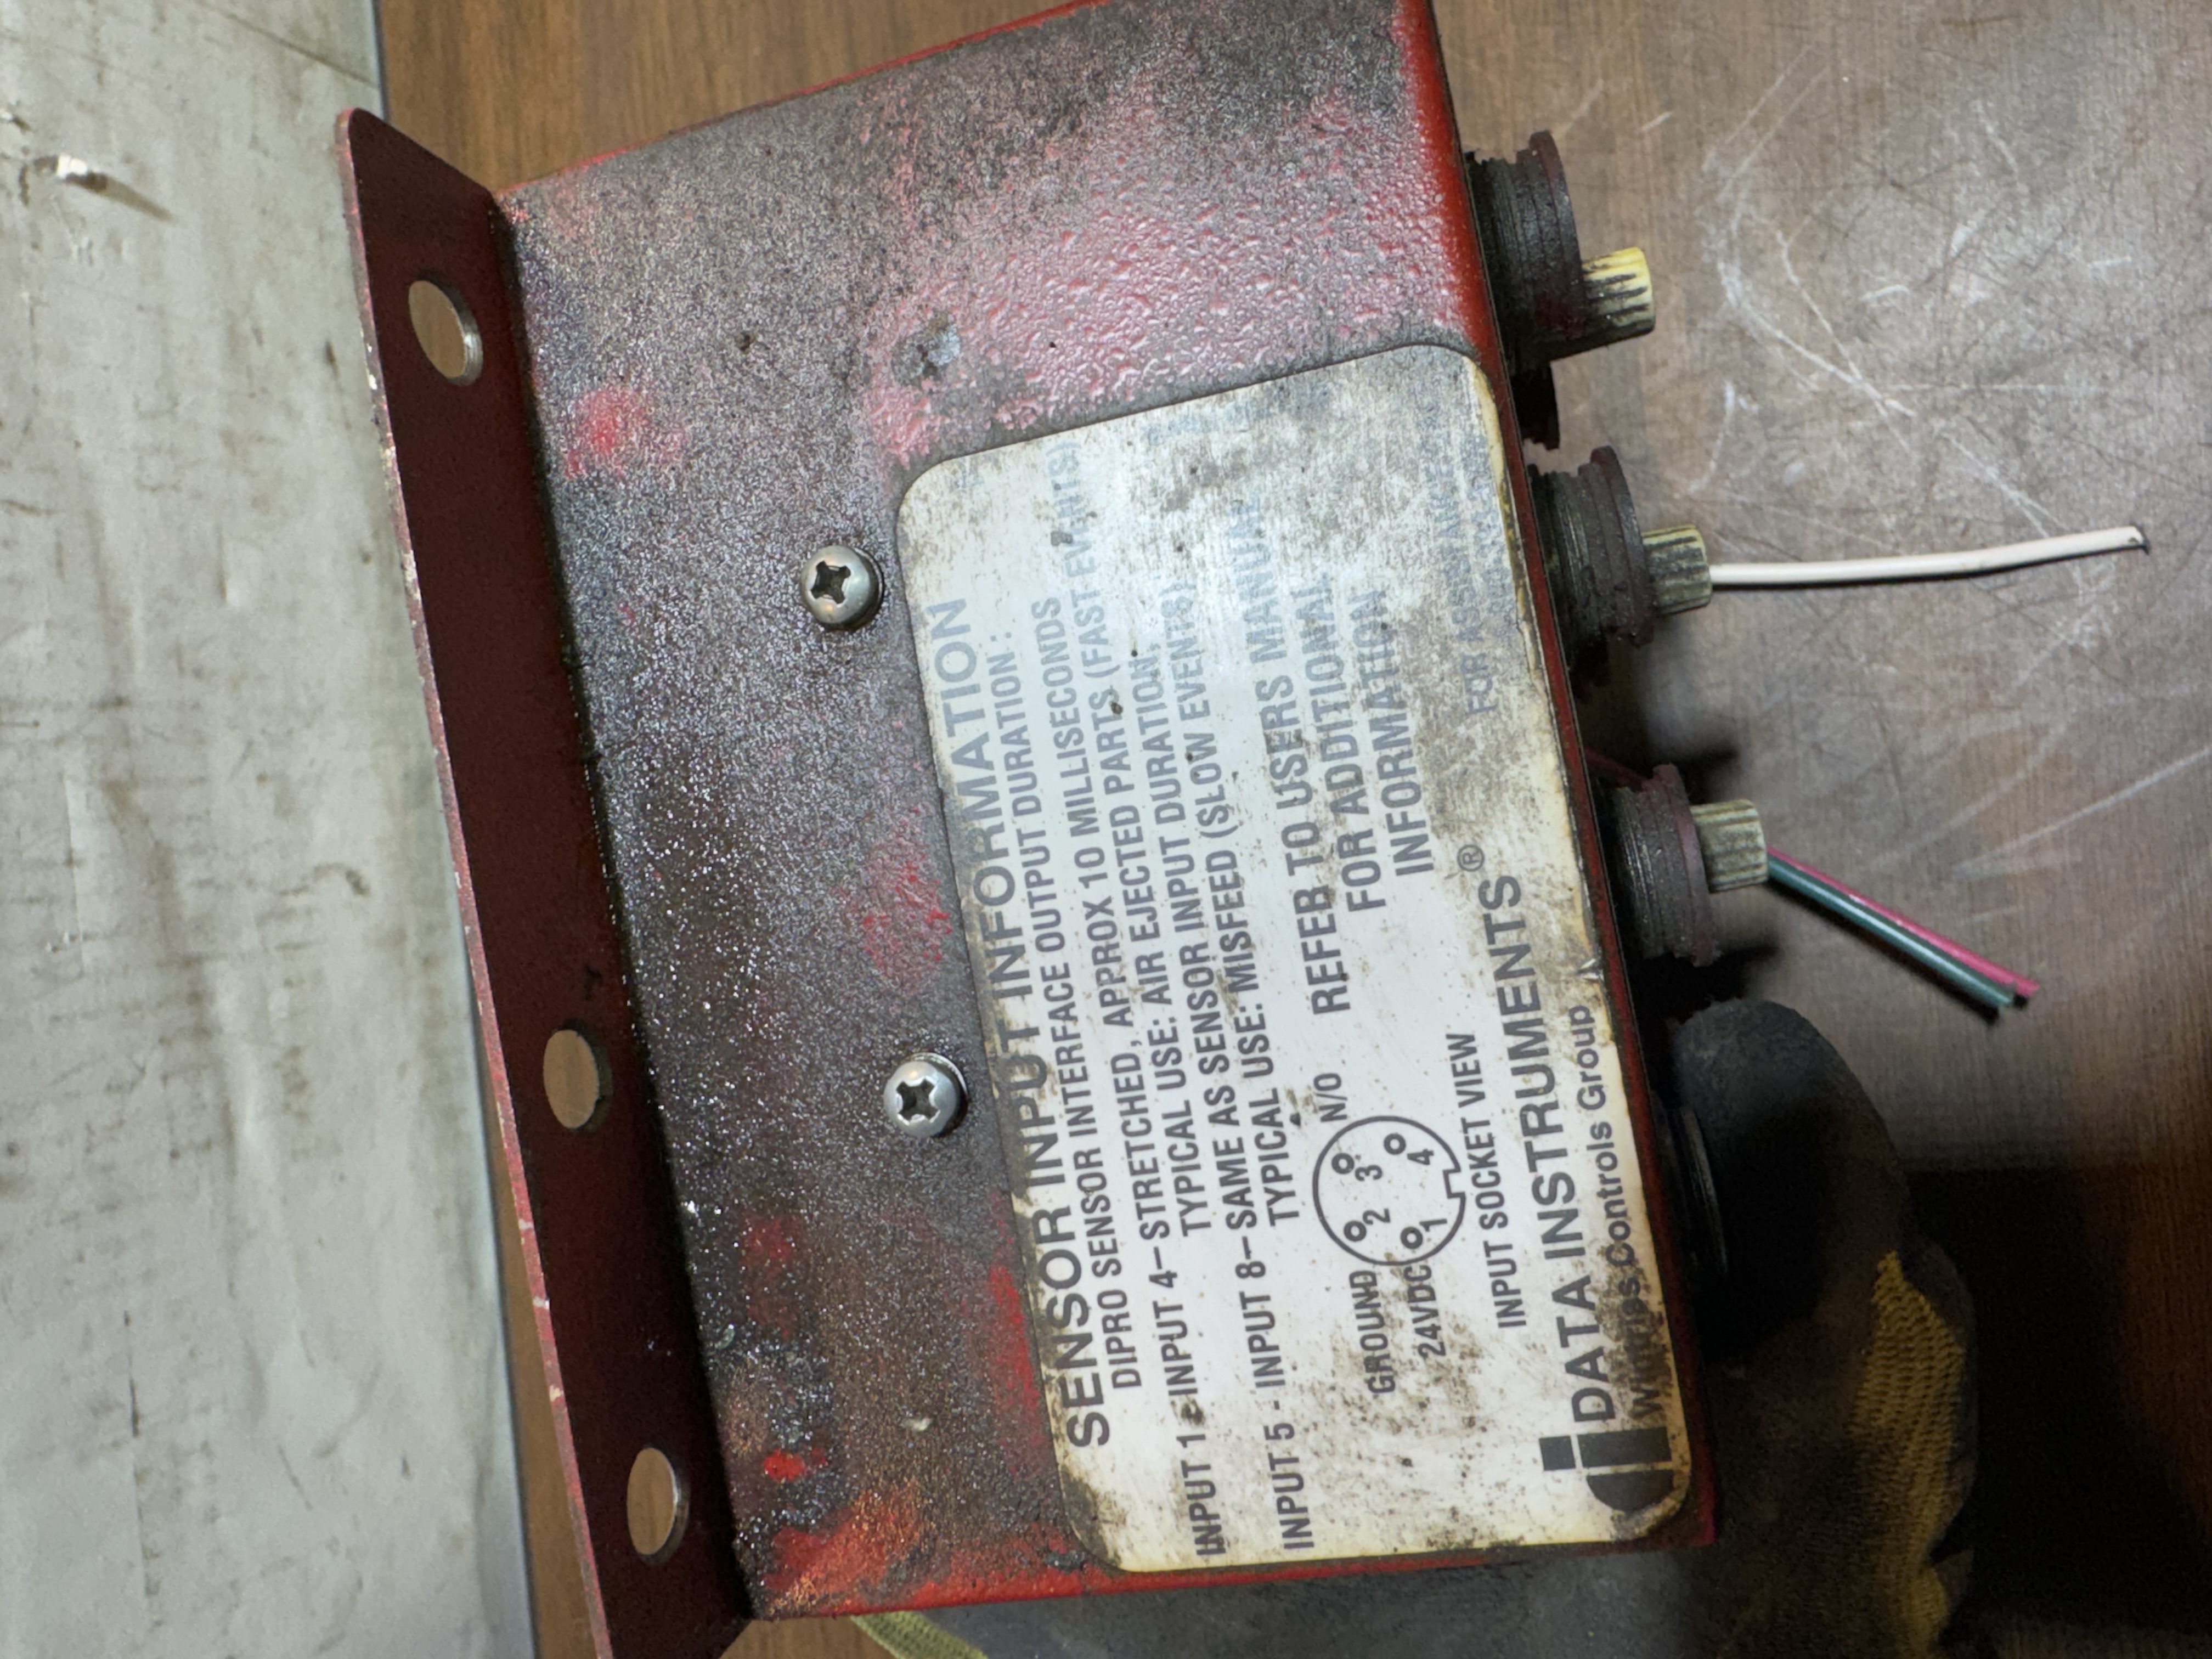 SENSOR INPUT INFORMATION
DIPRO SENSOR INTERFACE OUTPUT DURATION:
INPUT 1 - INPUT 4 – STRETCHED, APPROX 10 MILLISECONDS
TYPICAL USE: AIR EJECTED PARTS (FAST EVENTS)
INPUT 5 - INPUT 8 – SAME AS SENSOR INPUT DURATION.
TYPICAL USE: MISFEED (SLOW EVENTS)
REFER TO USERS MANUAL
FOR ADDITIONAL
INFORMATION
GROUND
24VDC
N/O
1
2
3
4
INPUT SOCKET VIEW
DATA INSTRUMENTS®
Wintriss Controls Group
FOR